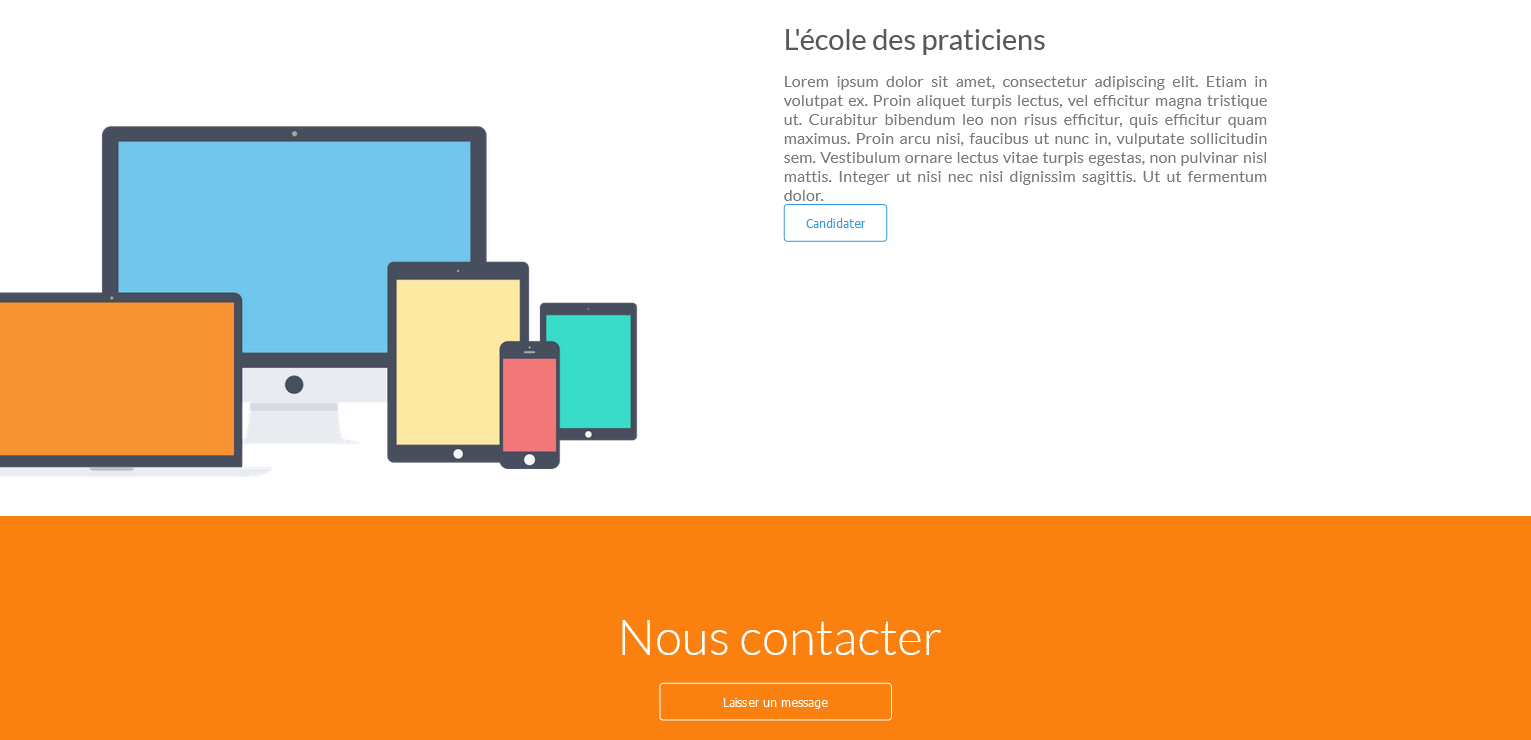 L'école des praticiens
Lorem ipsum dolor sit amet, consectetur adipiscing elit. Etiam in
volutpat ex. Proin aliquet turpis lectus, vel efficitur magna tristique
ut. Curabitur bibendum leo non risus efficitur, quis efficitur quam
maximus. Proin arcu nisi, faucibus ut nunc in, vulputate sollicitudin
sem. Vestibulum ornare lectus vitae turpis egestas, non pulvinar nisl
mattis. Integer ut nisi nec nisi dignissim sagittis. Ut ut fermentum
dolor.
Candidater
Nous contacter
Laisser un message